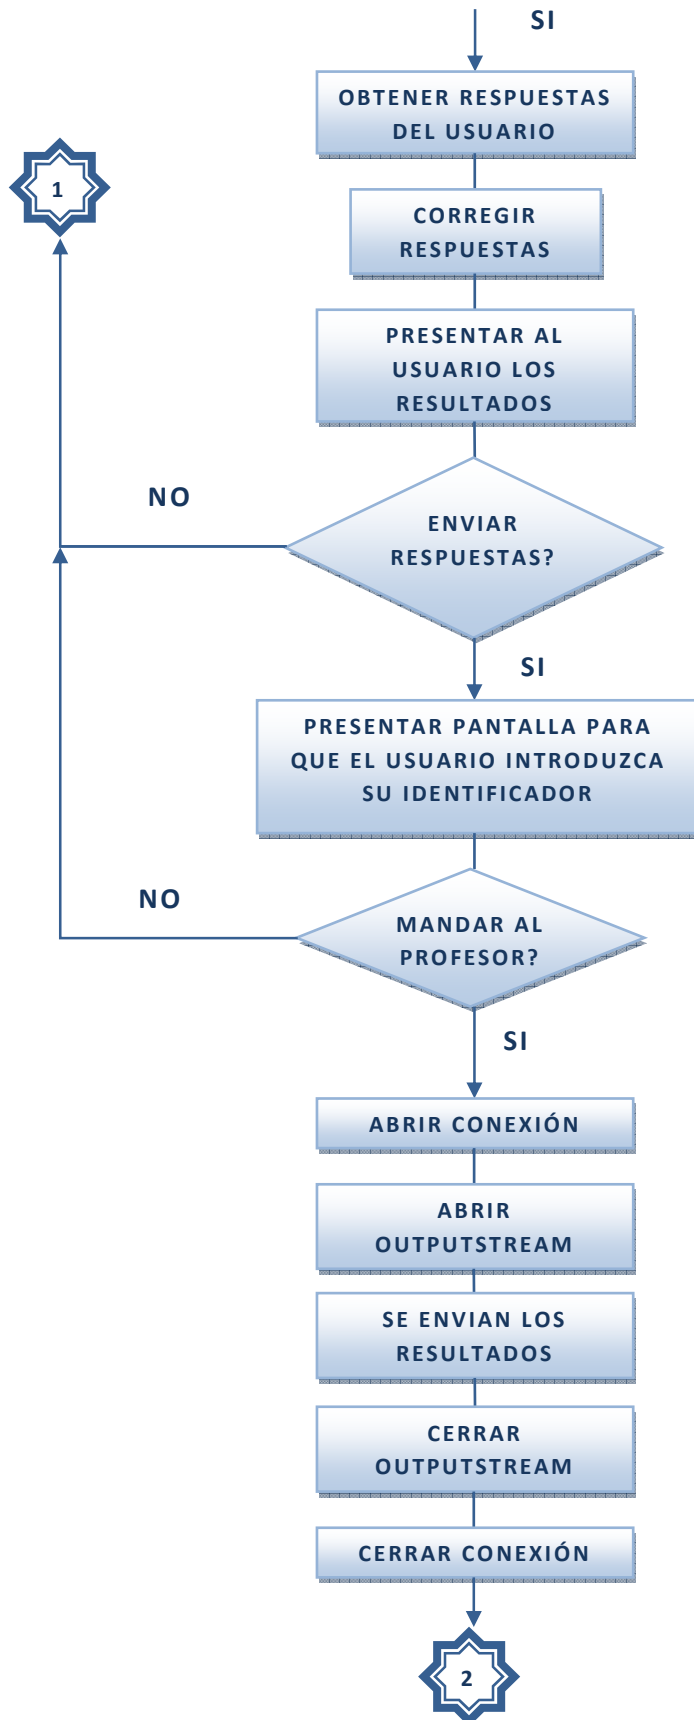 SI
OBTENER RESPUESTAS
DEL USUARIO
1
CORREGIR
RESPUESTAS
PRESENTAR AL
USUARIO LOS
RESULTADOS
NO
ENVIAR
RESPUESTAS?
SI
PRESENTAR PANTALLA PARA
QUE EL USUARIO INTRODUZCA
SU IDENTIFICADOR
NO
MANDAR AL
PROFESOR?
SI
ABRIR CONEXIÓN
ABRIR
OUTPUTSTREAM
SE ENVIAN LOS
RESULTADOS
CERRAR
OUTPUTSTREAM
CERRAR CONEXIÓN
2